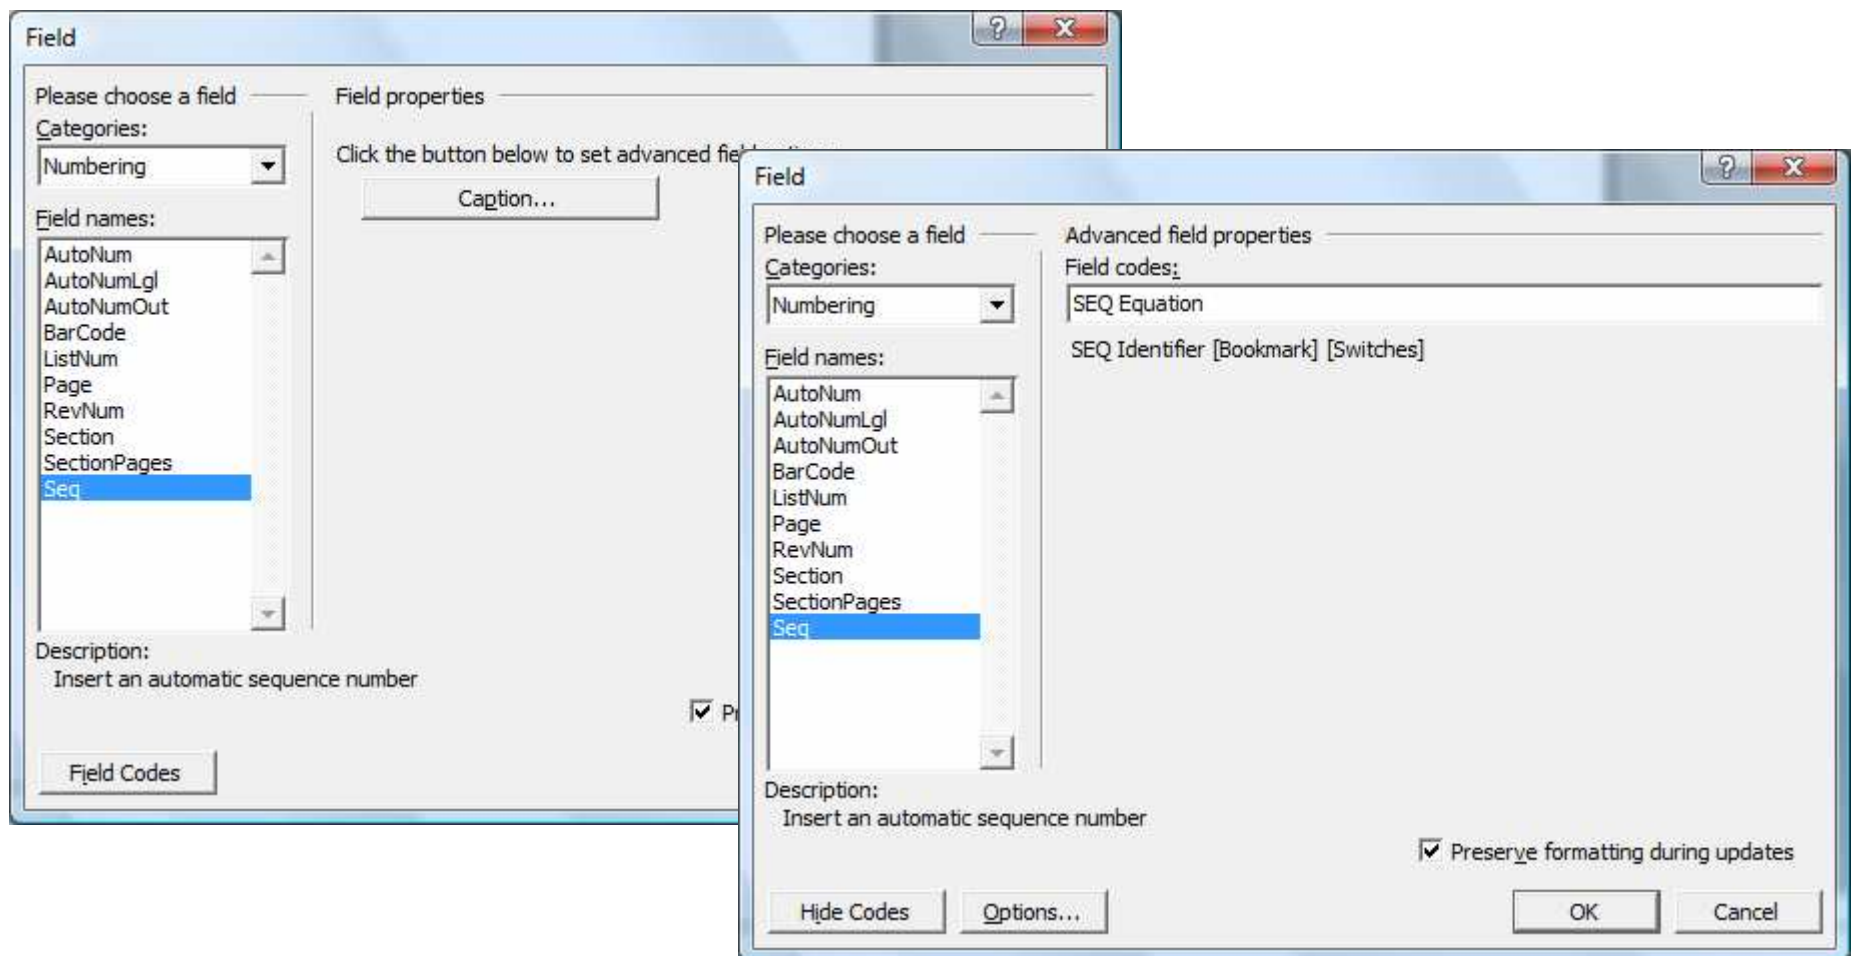 Field
Please choose a field
Field properties
Categories:
Numbering
Click the button below to set advanced
Caption...
Field names:
AutoNum
AutoNumLgl
AutoNumOut
BarCode
ListNum
Page
RevNum
Section
SectionPages
Seq
Description:
Insert an automatic sequence number
Field Codes
Field
Please choose a field
Advanced field properties
Categories:
Field codes:
Numbering
SEQ Equation
SEQ Identifier [Bookmark] [Switches]
Field names:
AutoNum
AutoNumLgl
AutoNumOut
BarCode
ListNum
Page
RevNum
Section
SectionPages
Seq
Description:
Insert an automatic sequence number
Preserve formatting during updates
Hide Codes
Options...
OK
Cancel